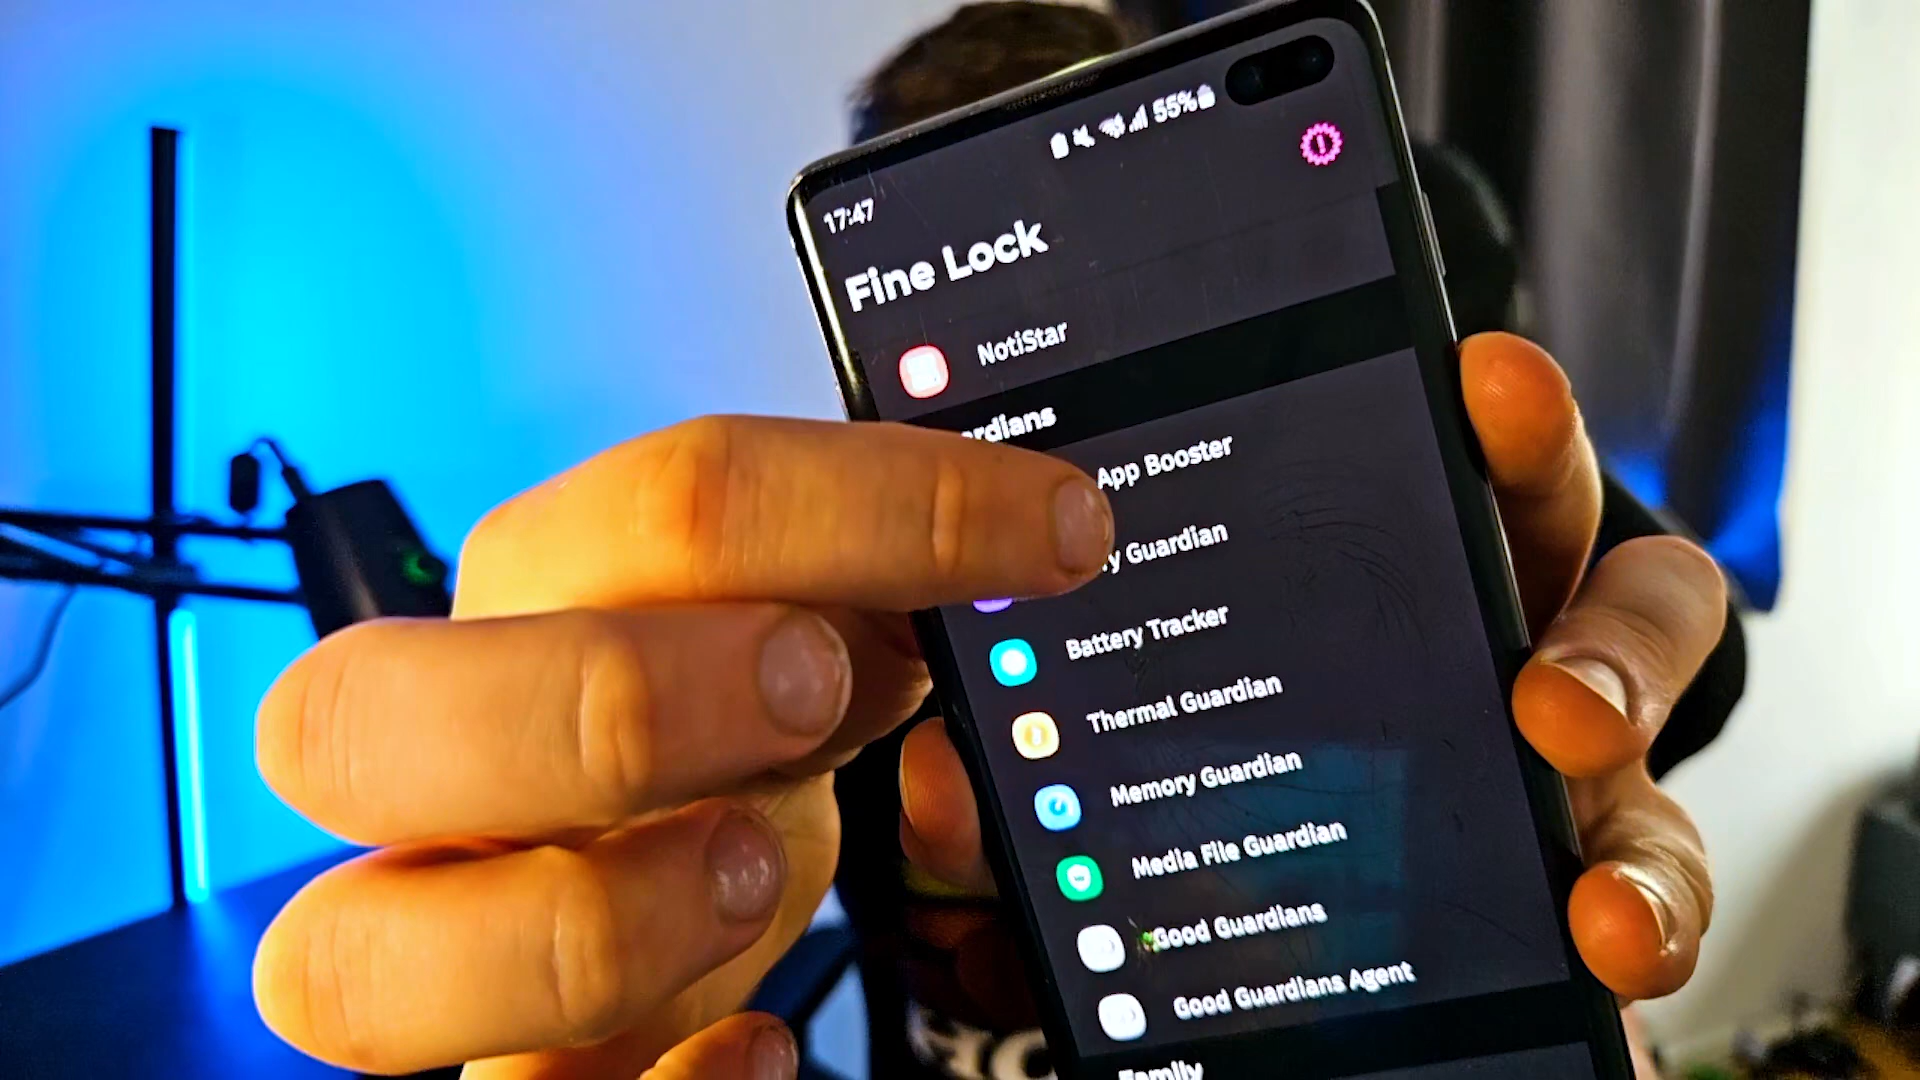 55%
17:47
Fine Lock
NotiStar
rdians
App Booster
y Guardian
Battery Tracker
Thermal Guardian
Memory Guardian
Media File Guardian
Good Guardians
Good Guardians Agent
Family